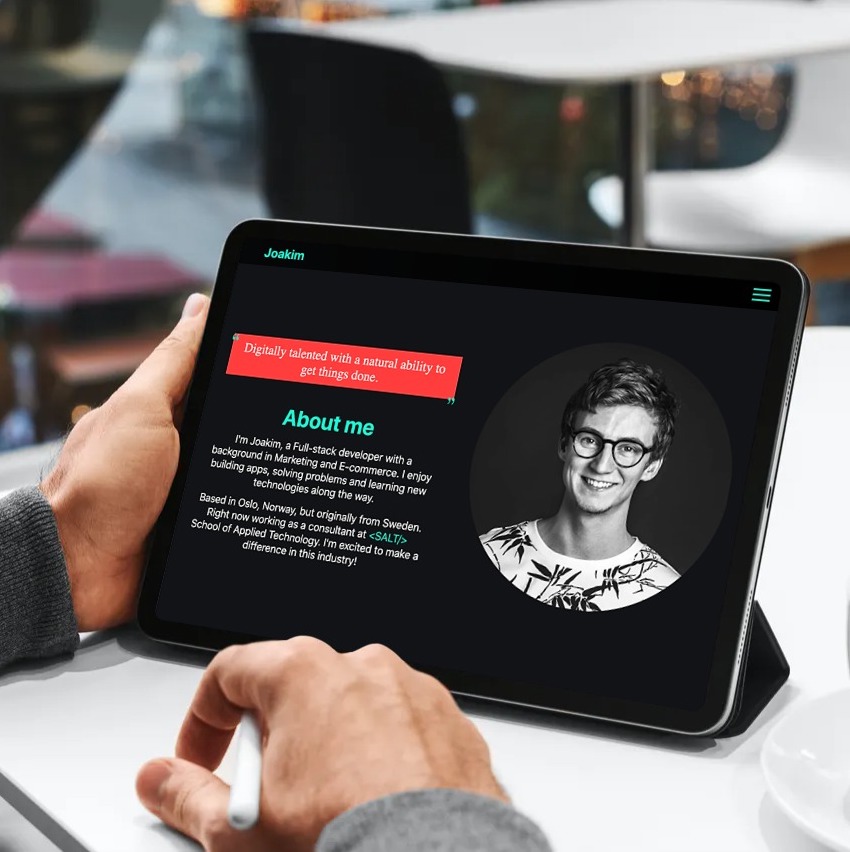 Joakim
“
Digitally talented with a natural ability to
get things done.
”
About me
I'm Joakim, a Full-stack developer with a
background in Marketing and E-commerce. I enjoy
building apps, solving problems and learning new
technologies along the way.
Based in Oslo, Norway, but originally from Sweden.
Right now working as a consultant at <SALT/>
School of Applied Technology. I'm excited to make a
difference in this industry!